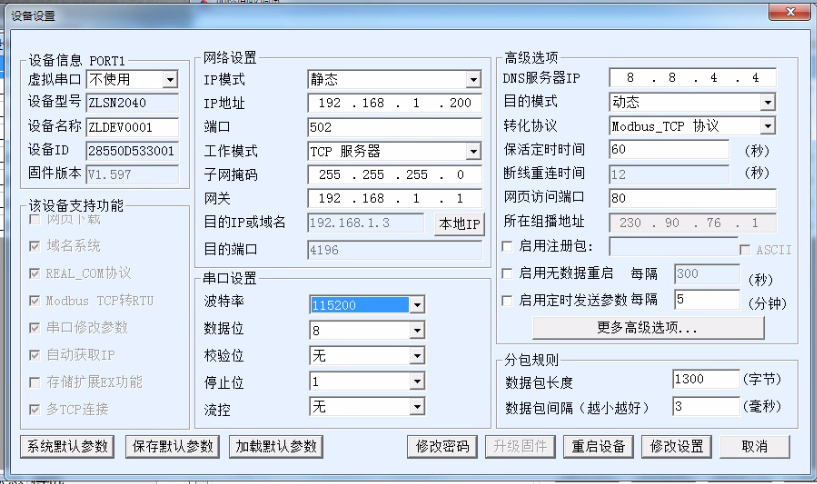 设备设置
设备信息 PORT1
虚拟串口 不使用
设备型号 ZLSN2040
设备名称 ZLDEV0001
设备ID 28550D533001
固件版本 V1.597
该设备支持功能
网页下载
域名系统
REAL_COM协议
Modbus TCP转RTU
串口修改参数
自动获取IP
存储扩展EX功能
多TCP连接
网络设置
IP模式 静态
IP地址 192 . 168 . 1 . 200
端口 502
工作模式 TCP 服务器
子网掩码 255 . 255 . 255 . 0
网关 192 . 168 . 1 . 1
目的IP或域名 192.168.1.3 本地IP
目的端口 4196
串口设置
波特率 115200
数据位 8
校验位 无
停止位 1
流控 无
高级选项
DNS服务器IP 8 . 8 . 4 . 4
目的模式 动态
转化协议 Modbus_TCP 协议
保活定时时间 60 (秒)
断线重连时间 12 (秒)
网页访问端口 80
所在组播地址 230 . 90 . 76 . 1
启用注册包: ASCII
启用无数据重启 每隔 300 (秒)
启用定时发送参数 每隔 5 (分钟)
更多高级选项...
分包规则
数据包长度 1300 (字节)
数据包间隔(越小越好) 3 (毫秒)
系统默认参数 保存默认参数 加载默认参数 修改密码 升级固件 重启设备 修改设置 取消